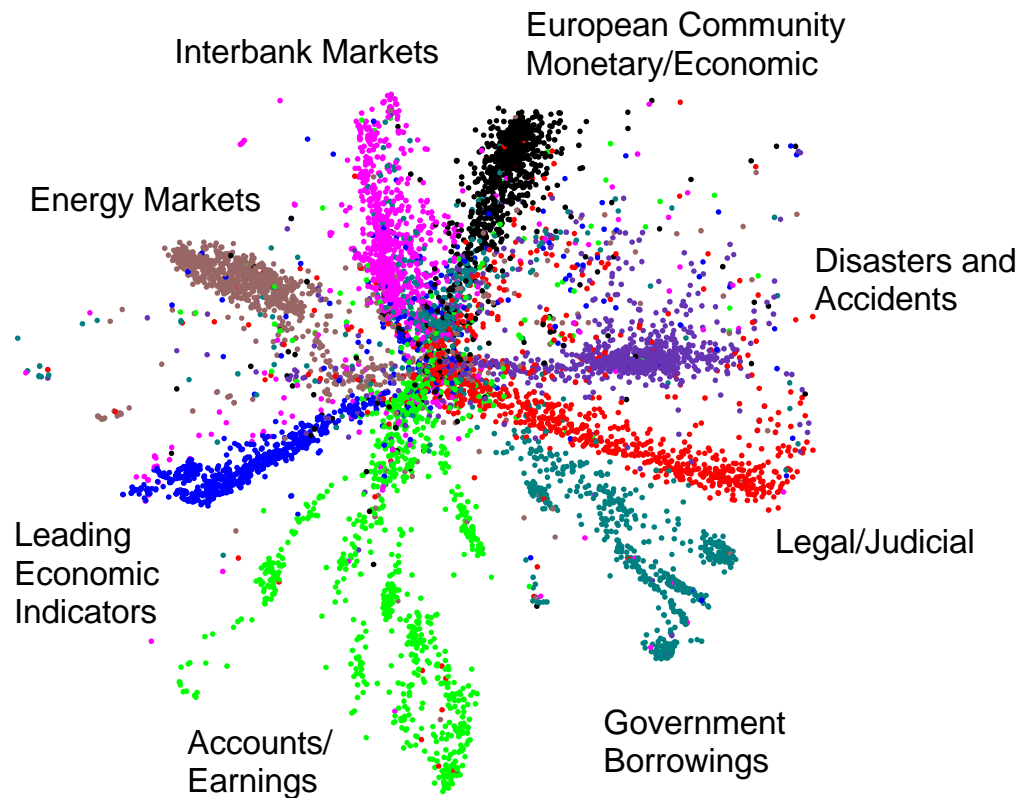 European Community
Monetary/Economic
Interbank Markets
Energy Markets
Disasters and
Accidents
Leading
Economic
Indicators
Legal/Judicial
Government
Borrowings
Accounts/
Earnings